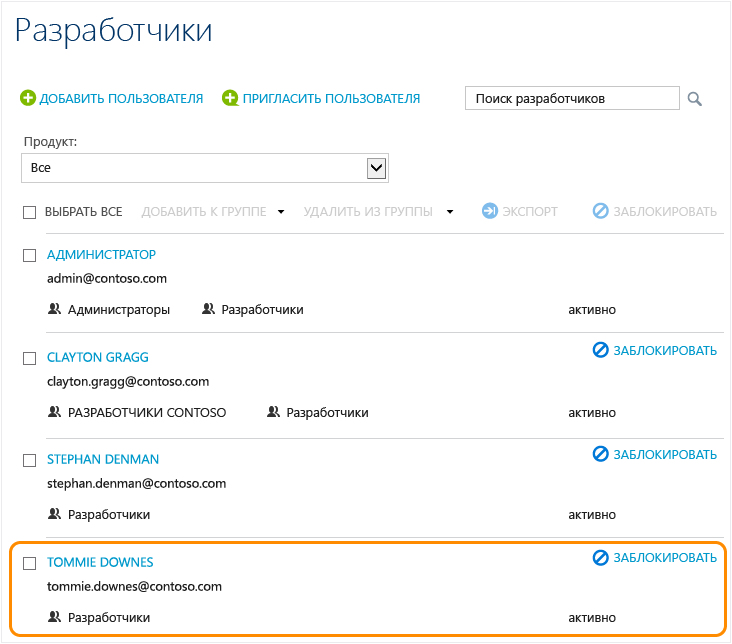 Разработчики
ДОБАВИТЬ ПОЛЬЗОВАТЕЛЯ ПРИГЛАСИТЬ ПОЛЬЗОВАТЕЛЯ Поиск разработчиков
Продукт:
Все
ВЫБРАТЬ ВСЕ ДОБАВИТЬ К ГРУППЕ УДАЛИТЬ ИЗ ГРУППЫ ЭКСПОРТ ЗАБЛОКИРОВАТЬ
АДМИНИСТРАТОР
admin@contoso.com
Администраторы Разработчики активно
CLAYTON GRAGG ЗАБЛОКИРОВАТЬ
clayton.gragg@contoso.com
РАЗРАБОТЧИКИ CONTOSO Разработчики активно
STEPHAN DENMAN ЗАБЛОКИРОВАТЬ
stephan.denman@contoso.com
Разработчики активно
TOMMIE DOWNES ЗАБЛОКИРОВАТЬ
tommie.downes@contoso.com
Разработчики активно